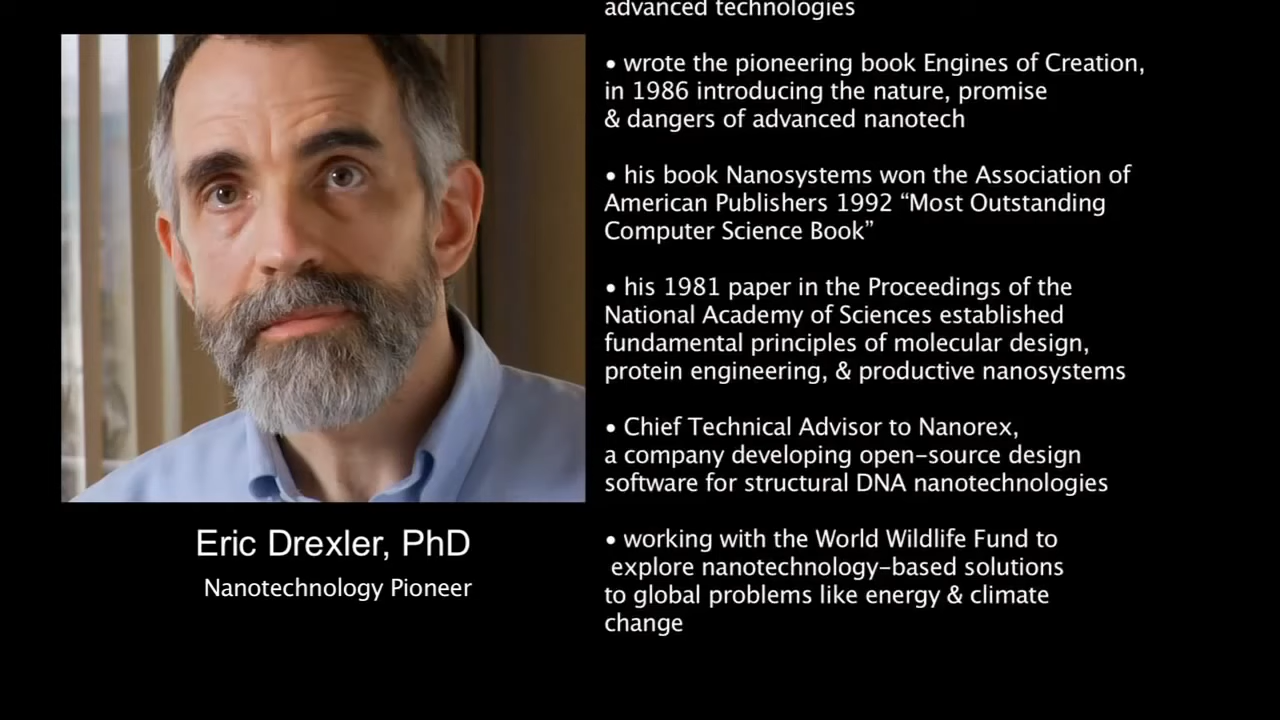 advanced technologies
• wrote the pioneering book Engines of Creation,
in 1986 introducing the nature, promise
& dangers of advanced nanotech
• his book Nanosystems won the Association of
American Publishers 1992 “Most Outstanding
Computer Science Book”
• his 1981 paper in the Proceedings of the
National Academy of Sciences established
fundamental principles of molecular design,
protein engineering, & productive nanosystems
• Chief Technical Advisor to Nanorex,
a company developing open-source design
software for structural DNA nanotechnologies
• working with the World Wildlife Fund to
explore nanotechnology-based solutions
to global problems like energy & climate
change
Eric Drexler, PhD
Nanotechnology Pioneer